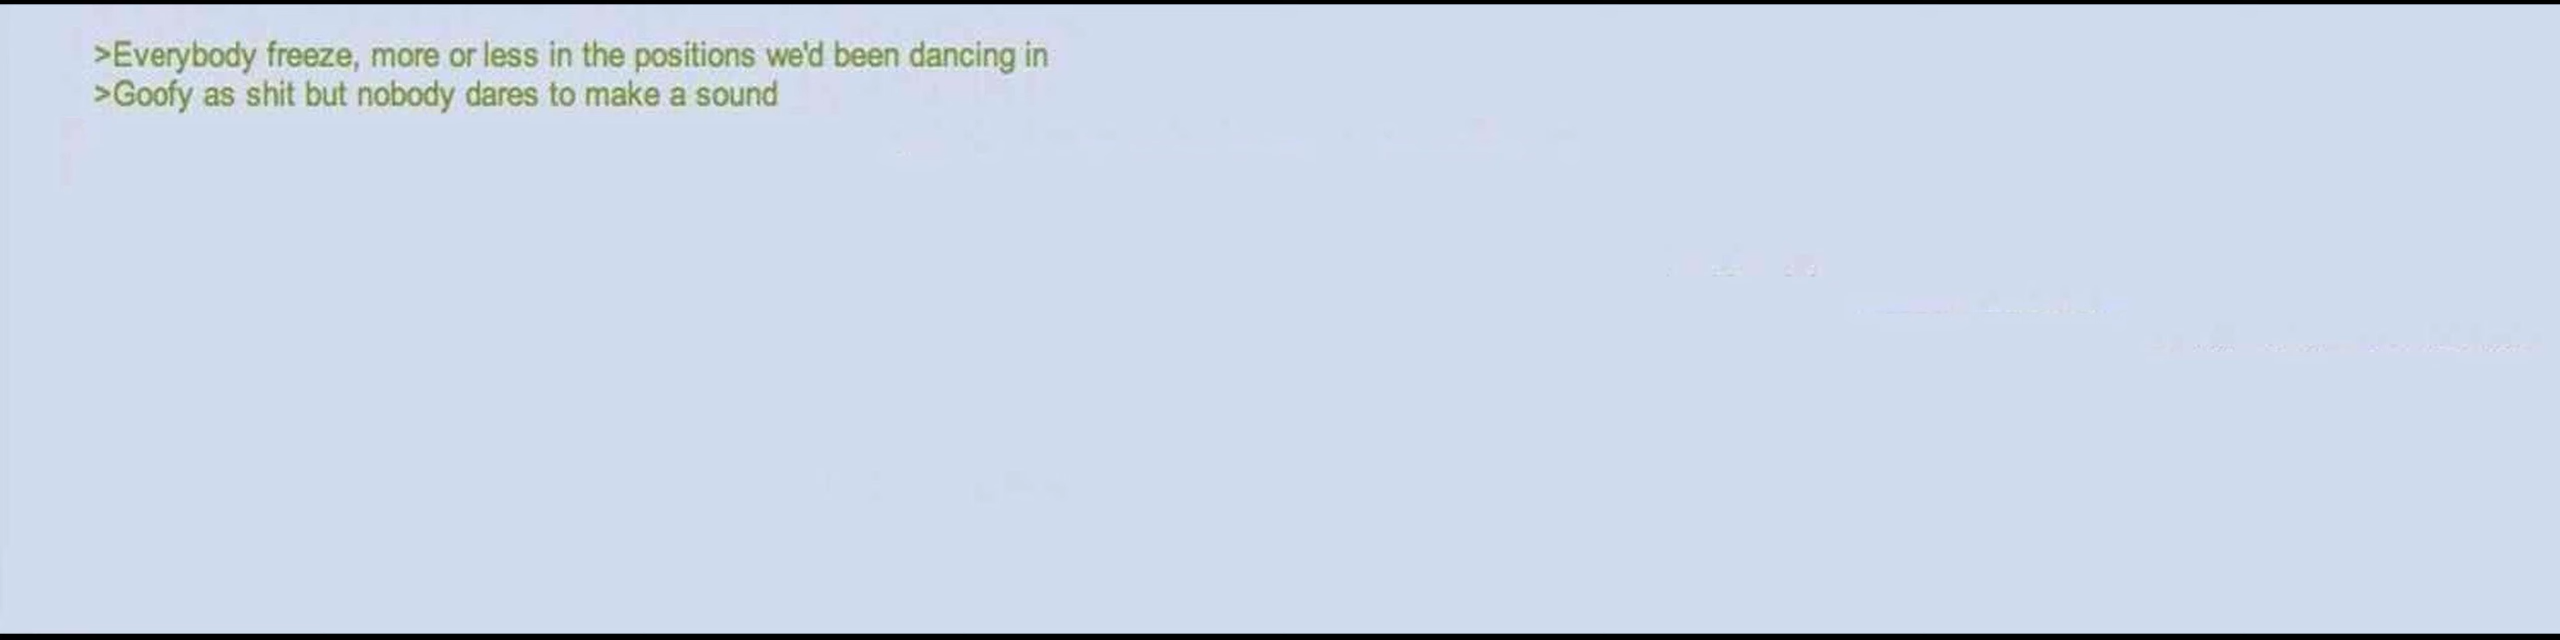 >Everybody freeze, more or less in the positions we'd been dancing in
>Goofy as shit but nobody dares to make a sound